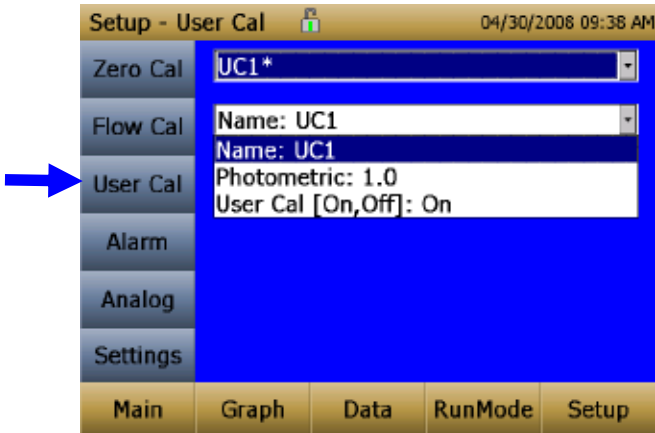 Setup - User Cal 04/30/2008 09:38 AM
Zero Cal
UC1*
Flow Cal
Name: UC1
Name: UC1
User Cal
Photometric: 1.0
User Cal [On,Off]: On
Alarm
Analog
Settings
Main Graph Data RunMode Setup